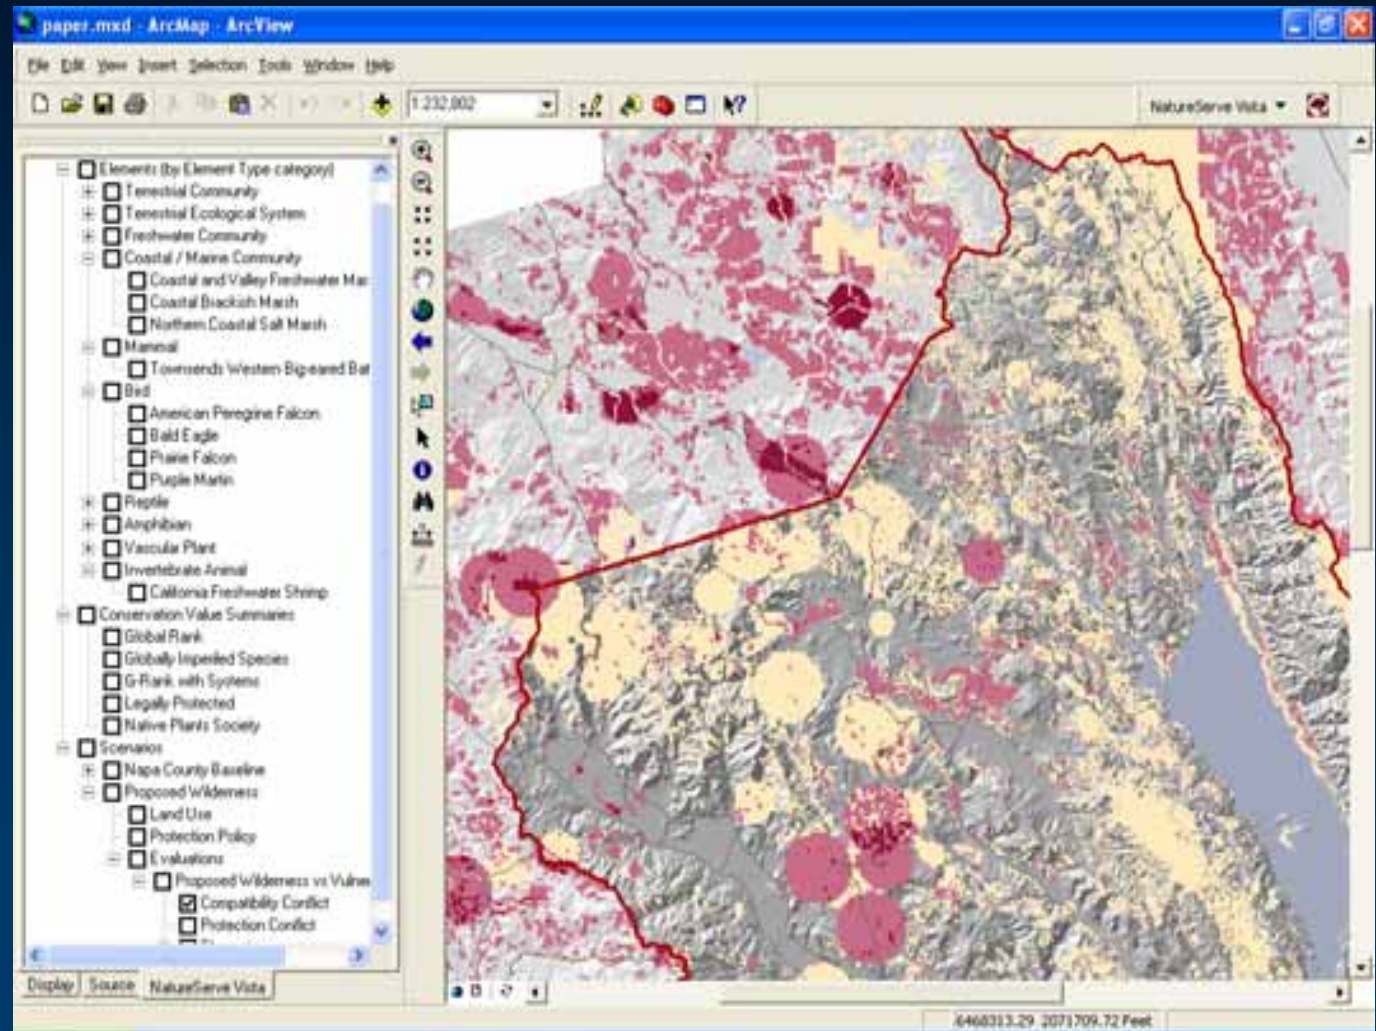 paper.mxd - ArcMap - ArcView
File Edit View Insert Selection Tools Window Help
1:232,802
NatureServe Vista
Elements (by Element Type category)
Terrestrial Community
Terrestrial Ecological System
Freshwater Community
Coastal / Marine Community
Coastal and Valley Freshwater Mar
Coastal Brackish Marsh
Northern Coastal Salt Marsh
Mammal
Townsends Western Big-eared Bat
Bird
American Peregrine Falcon
Bald Eagle
Prairie Falcon
Purple Martin
Reptile
Amphibian
Vascular Plant
Invertebrate Animal
California Freshwater Shrimp
Conservation Value Summaries
Global Rank
Globally Imperiled Species
G-Rank with Systems
Legally Protected
Native Plants Society
Scenarios
Napa County Baseline
Proposed Wilderness
Land Use
Protection Policy
Evaluations
Proposed Wilderness vs Vulne
Compatibility Conflict
Protection Conflict
Display Source NatureServe Vista
6468313.29 2071709.72 Feet